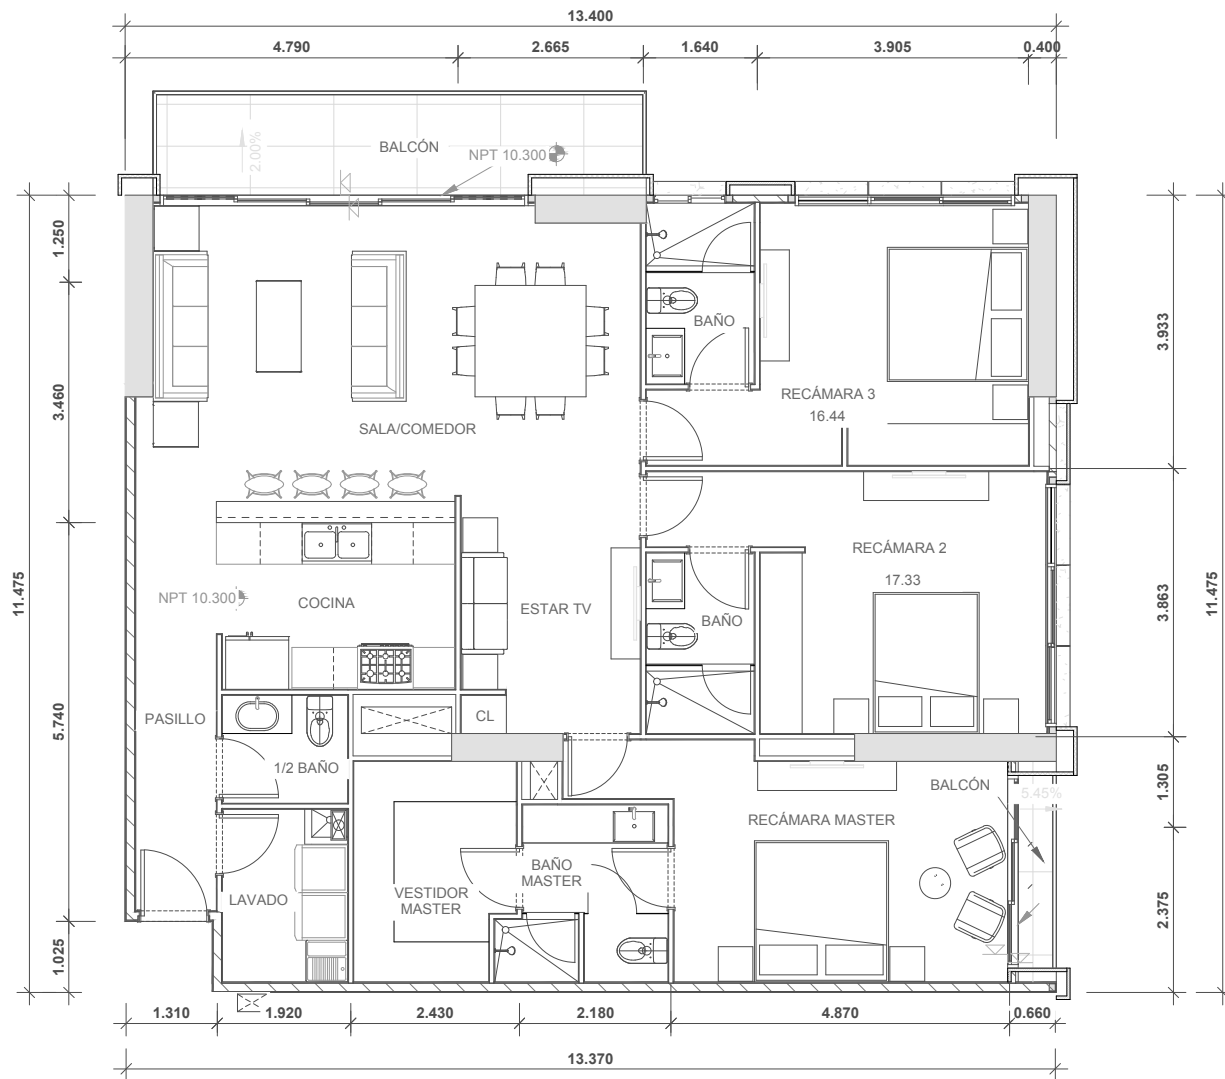 13.400
4.790
2.665
1.640
3.905
0.400
2.00%
BALCÓN
NPT 10.300
11.475
1.250
3.460
5.740
1.025
3.933
3.863
1.305
2.375
11.475
BAÑO
RECÁMARA 3
16.44
SALA/COMEDOR
RECÁMARA 2
17.33
NPT 10.300
COCINA
ESTAR TV
BAÑO
PASILLO
CL
1/2 BAÑO
BALCÓN
5.45%
RECÁMARA MASTER
BAÑO
MASTER
VESTIDOR
MASTER
LAVADO
1.310
1.920
2.430
2.180
4.870
0.660
13.370